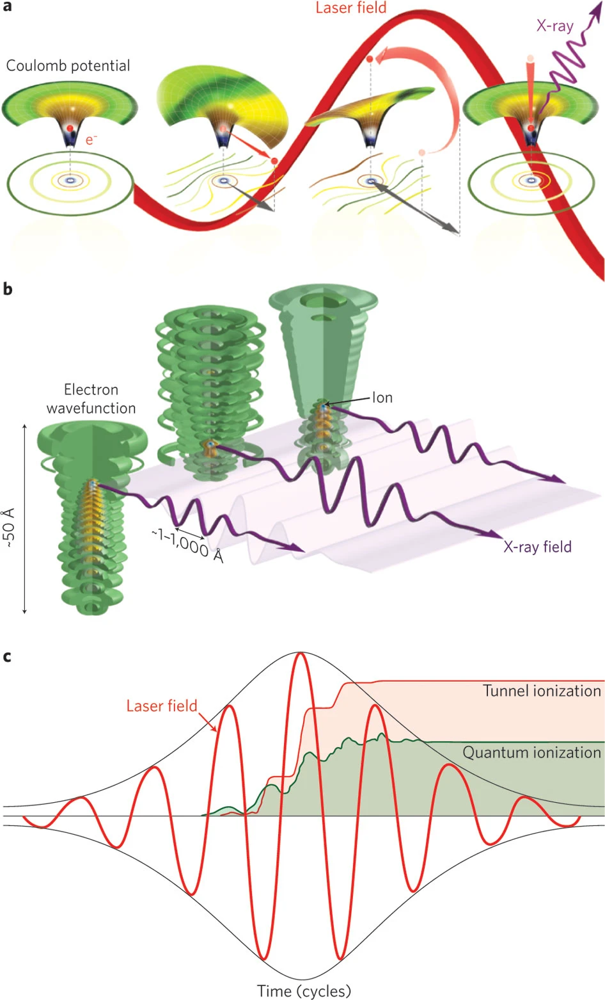 a
Laser field
X-ray
Coulomb potential
e⁻
b
Electron
wavefunction
Ion
~50 Å
~1–1,000 Å
X-ray field
c
Laser field
Tunnel ionization
Quantum ionization
Time (cycles)